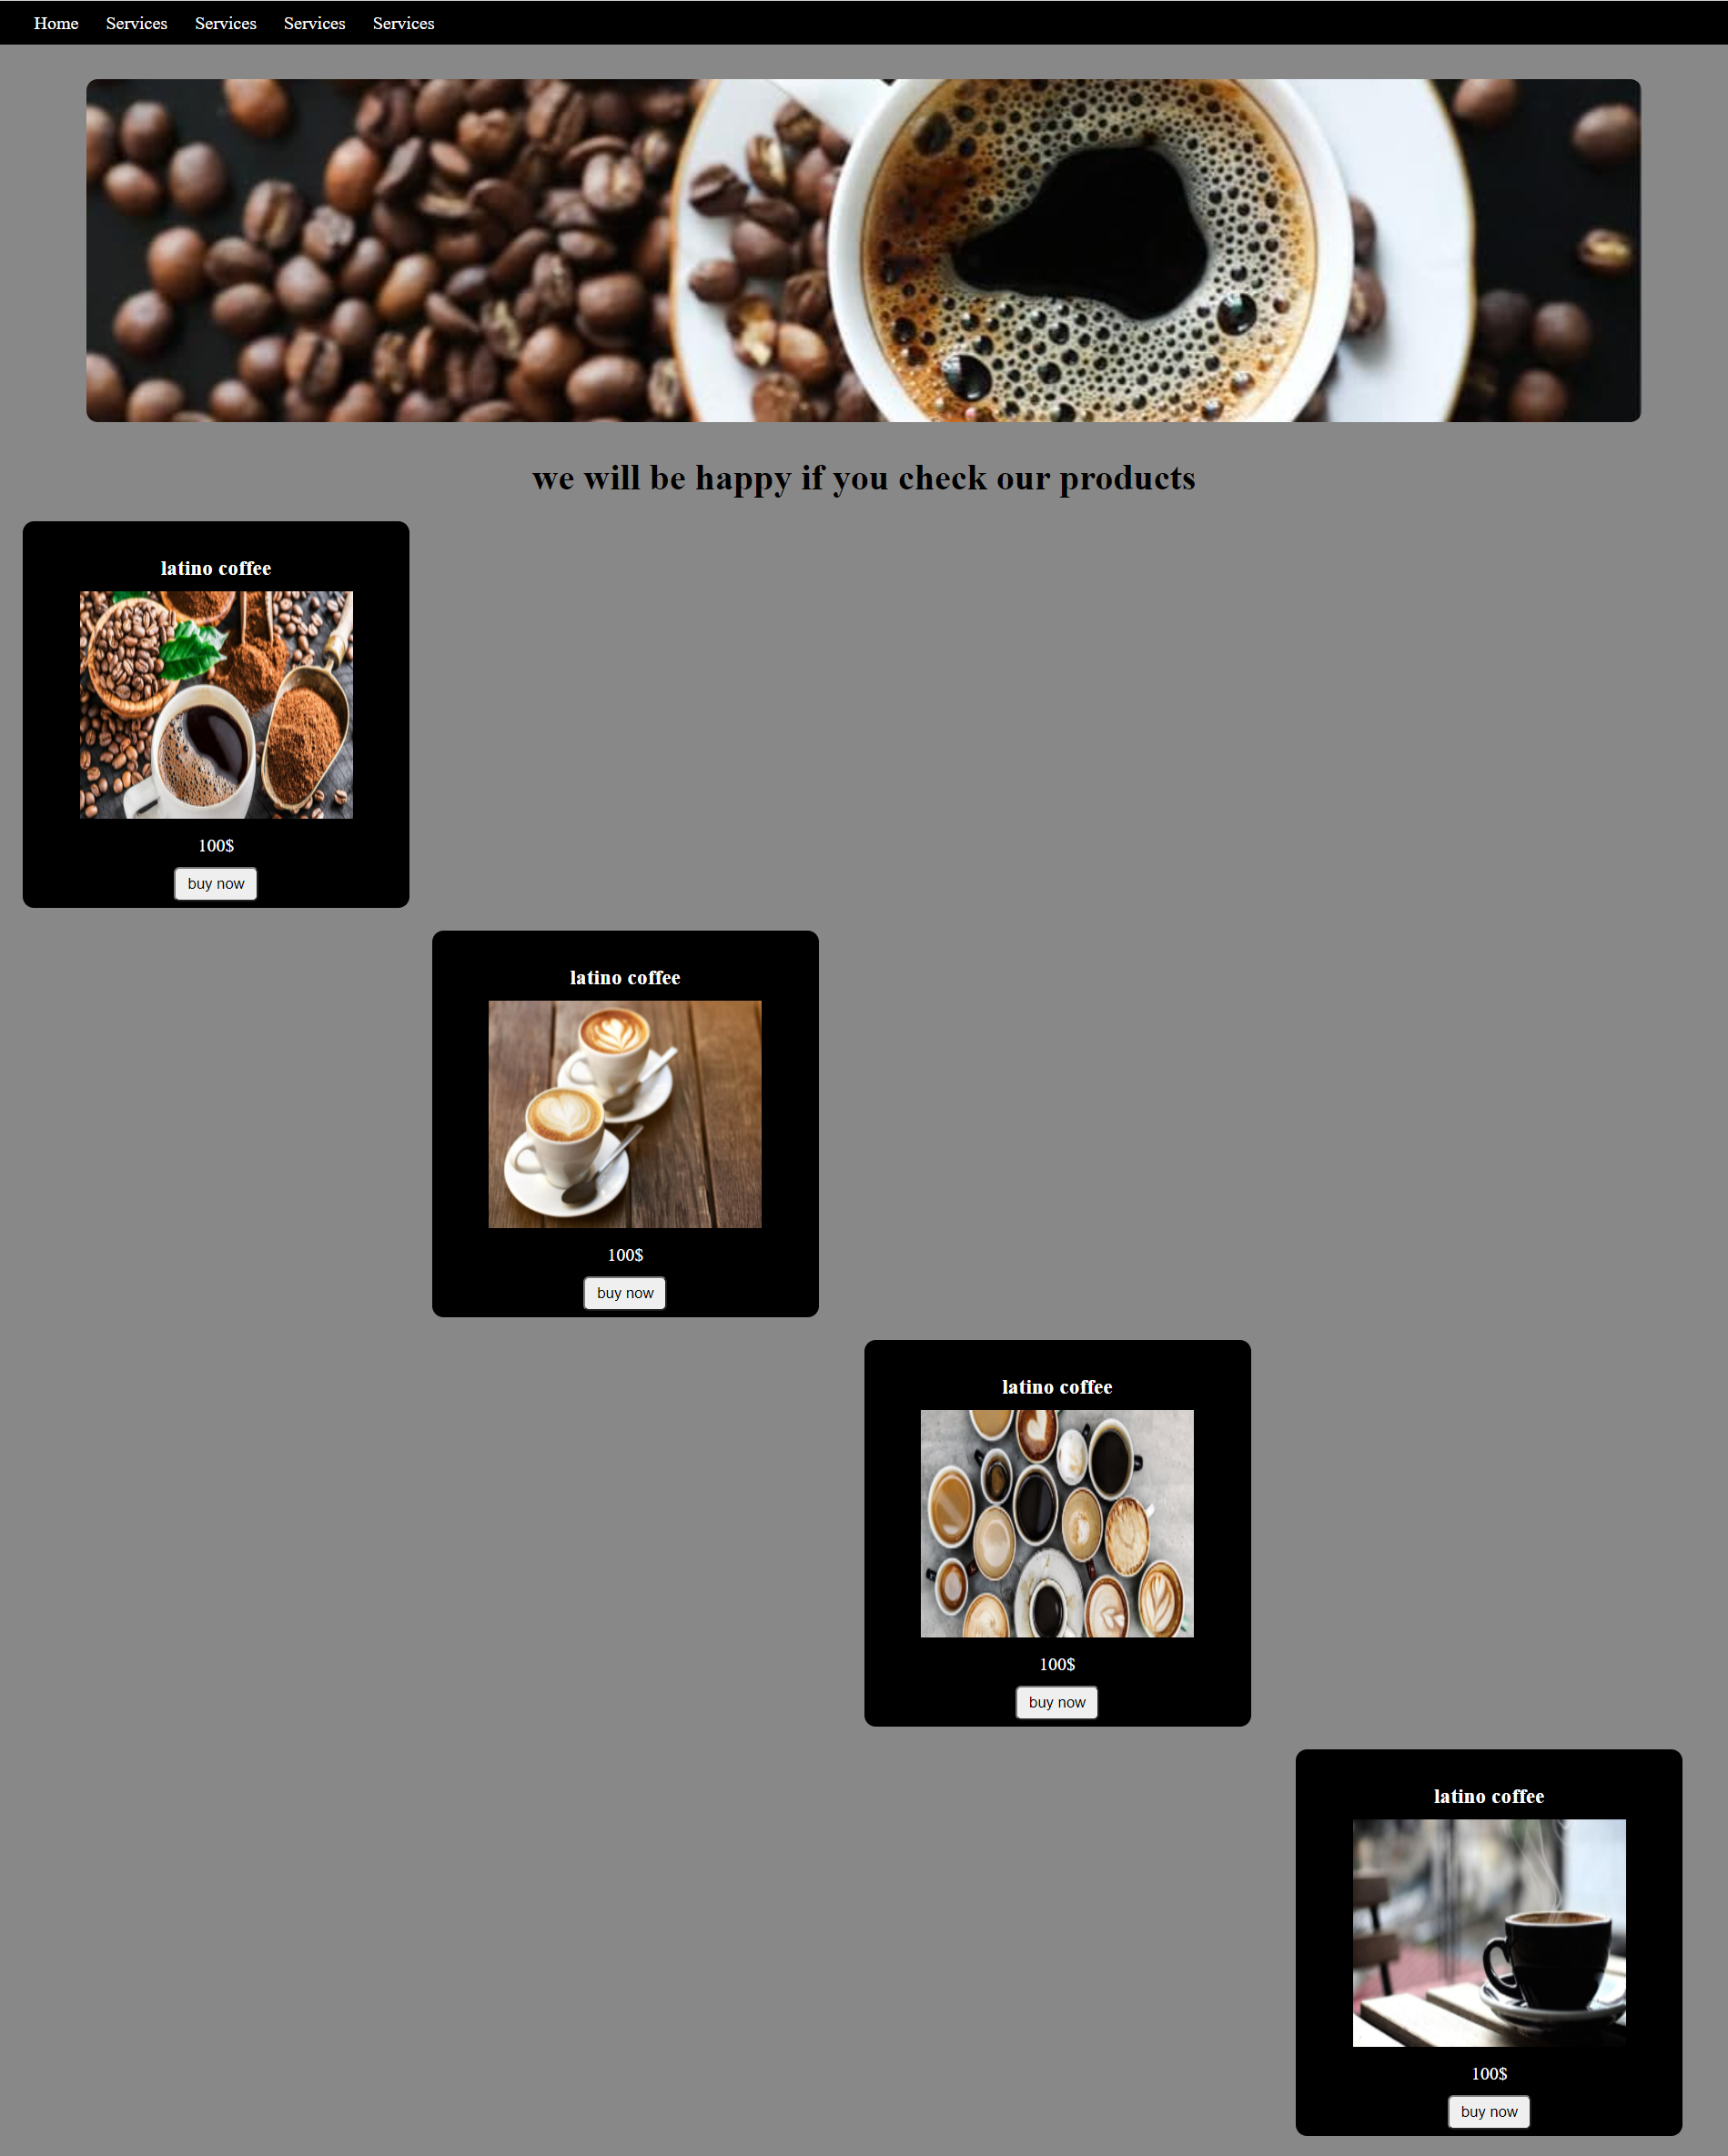 Home Services Services Services Services
we will be happy if you check our products
latino coffee
100$
buy now
latino coffee
100$
buy now
latino coffee
100$
buy now
latino coffee
100$
buy now